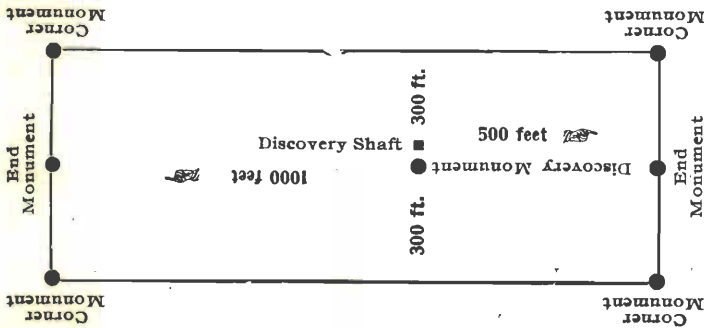 Corner
Monument
Corner
Monument
End
Monument
300 ft.
500 feet
Discovery Shaft
Discovery Monument
1000 feet
300 ft.
End
Monument
Corner
Monument
Corner
Monument